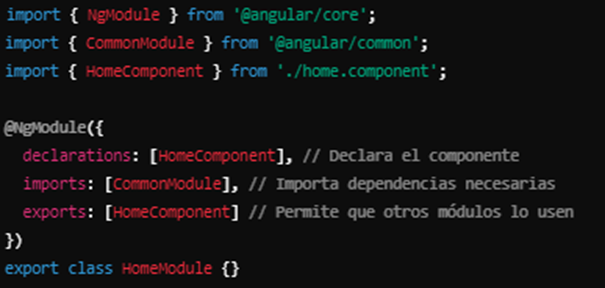 import { NgModule } from '@angular/core';
import { CommonModule } from '@angular/common';
import { HomeComponent } from './home.component';
@NgModule({
declarations: [HomeComponent], // Declara el componente
imports: [CommonModule], // Importa dependencias necesarias
exports: [HomeComponent] // Permite que otros módulos lo usen
})
export class HomeModule {}